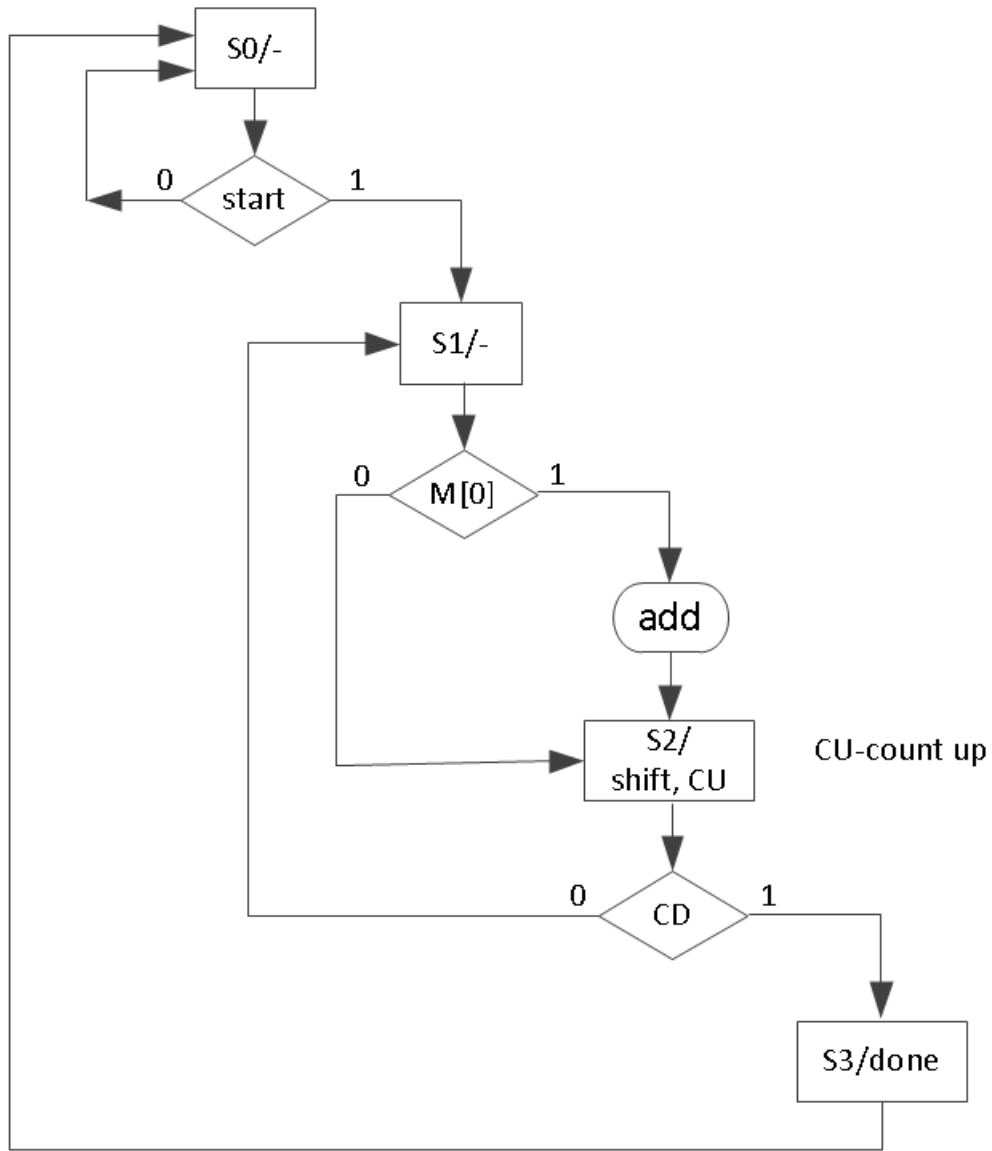 S0/-
0
1
start
S1/-
0
1
M[0]
add
S2/
shift, CU
CU-count up
0
1
CD
S3/done